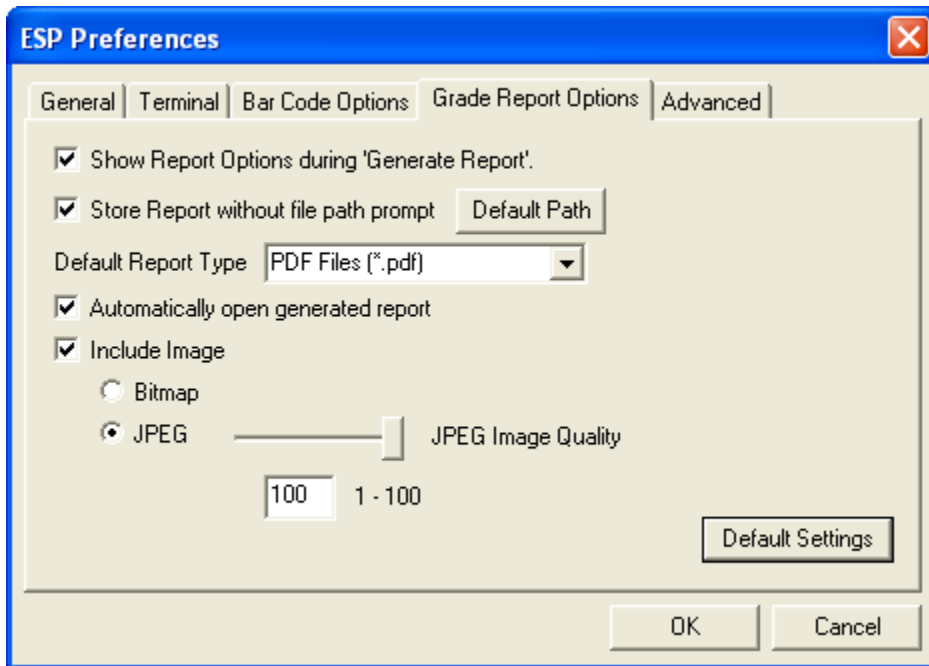 ESP Preferences
General Terminal Bar Code Options Grade Report Options Advanced
Show Report Options during 'Generate Report'.
Store Report without file path prompt Default Path
Default Report Type PDF Files (*.pdf)
Automatically open generated report
Include Image
Bitmap
JPEG JPEG Image Quality
100 1 - 100
Default Settings
OK Cancel